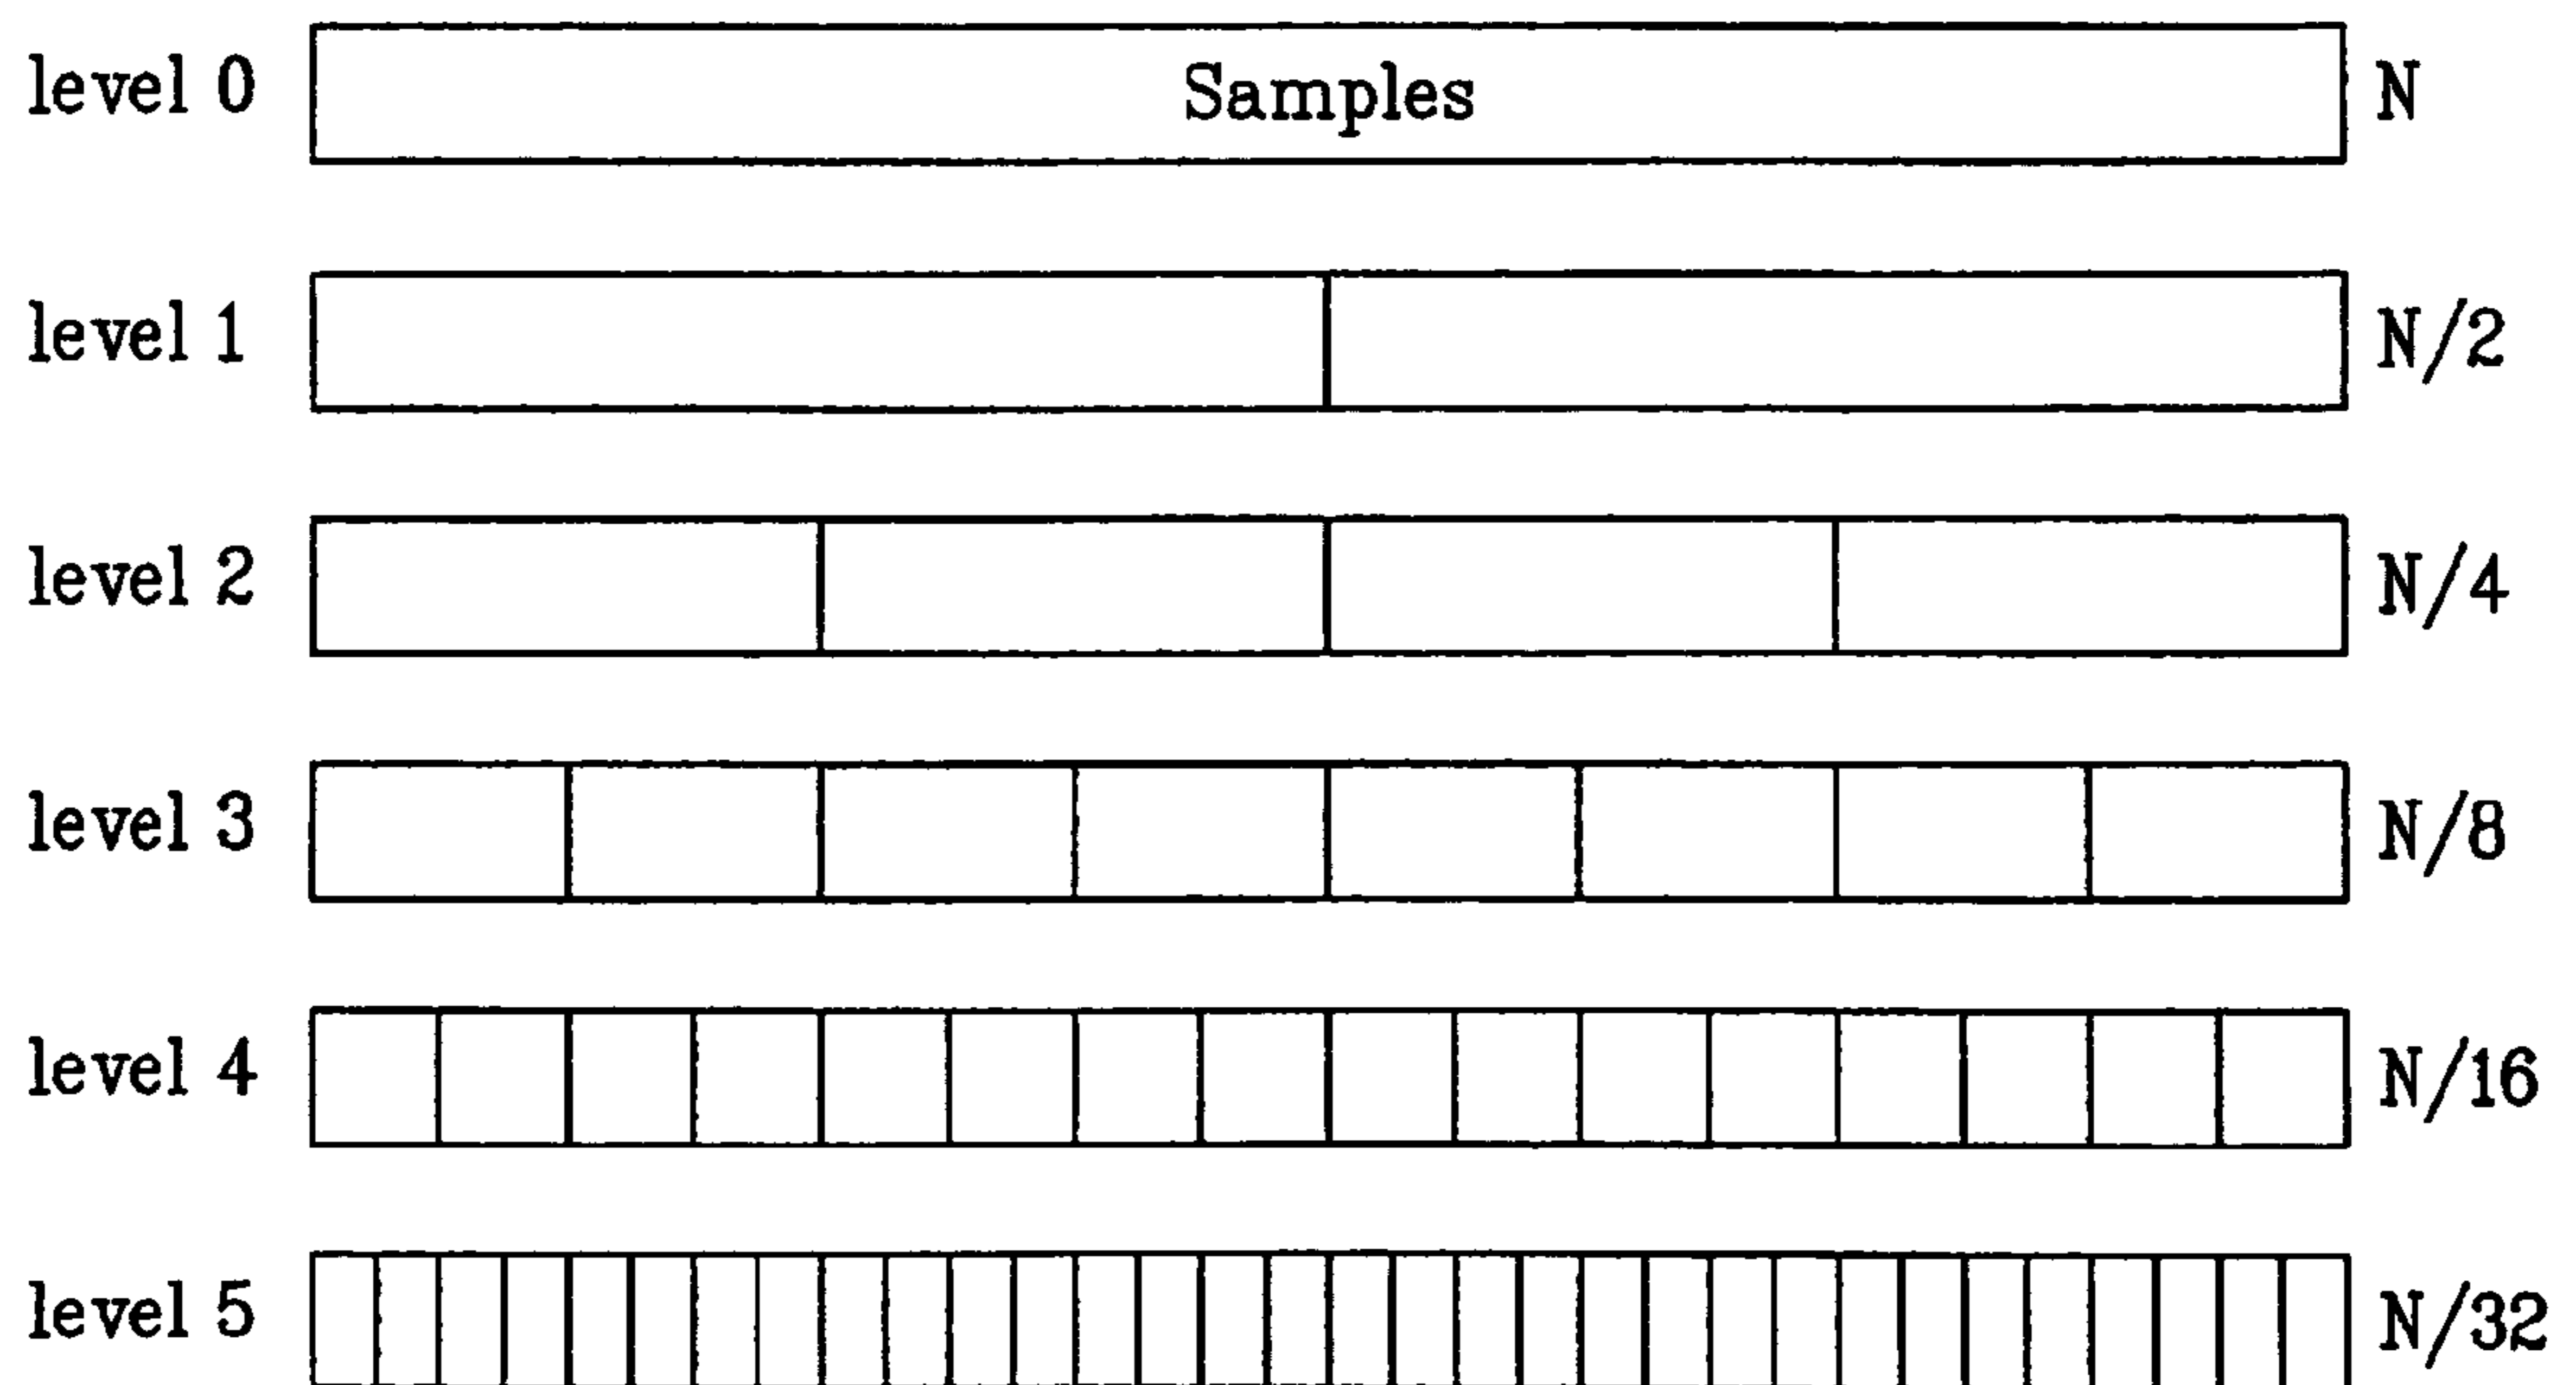 level 0 Samples N
level 1 N/2
level 2 N/4
level 3 N/8
level 4 N/16
level 5 N/32